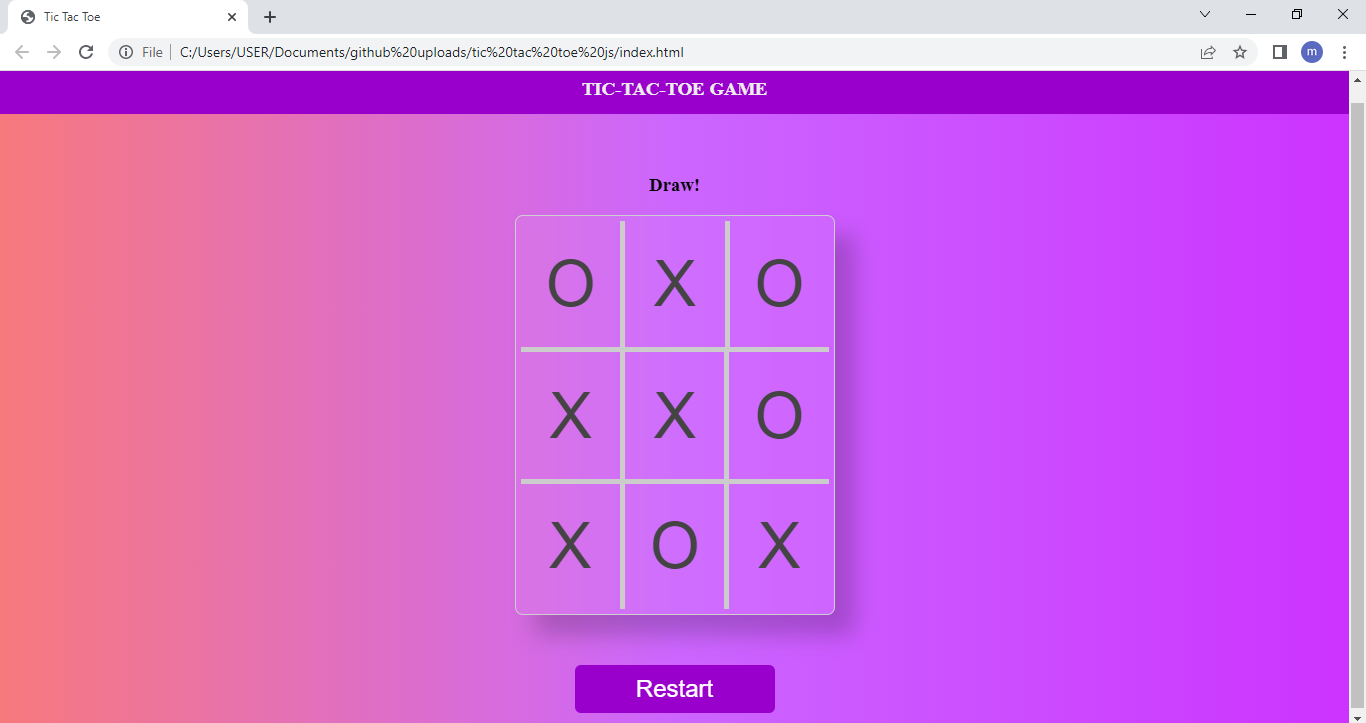 Tic Tac Toe
File C:/Users/USER/Documents/github%20uploads/tic%20tac%20toe%20js/index.html m
TIC-TAC-TOE GAME
Draw!
O X O
X X O
X O X
Restart